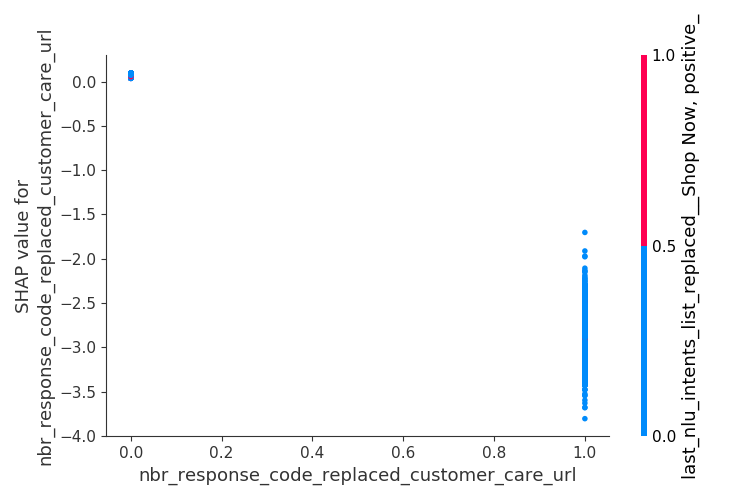 SHAP value for
nbr_response_code_replaced_customer_care_url
0.0
−0.5
−1.0
−1.5
−2.0
−2.5
−3.0
−3.5
−4.0
0.0 0.2 0.4 0.6 0.8 1.0
nbr_response_code_replaced_customer_care_url
1.0
0.5
0.0
last_nlu_intents_list_replaced__Shop Now, positive_